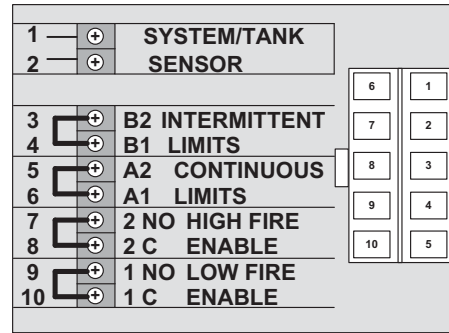 1 SYSTEM/TANK
2 SENSOR
3 B2 INTERMITTENT
4 B1 LIMITS
5 A2 CONTINUOUS
6 A1 LIMITS
7 2 NO HIGH FIRE
8 2 C ENABLE
9 1 NO LOW FIRE
10 1 C ENABLE
6 1
7 2
8 3
9 4
10 5